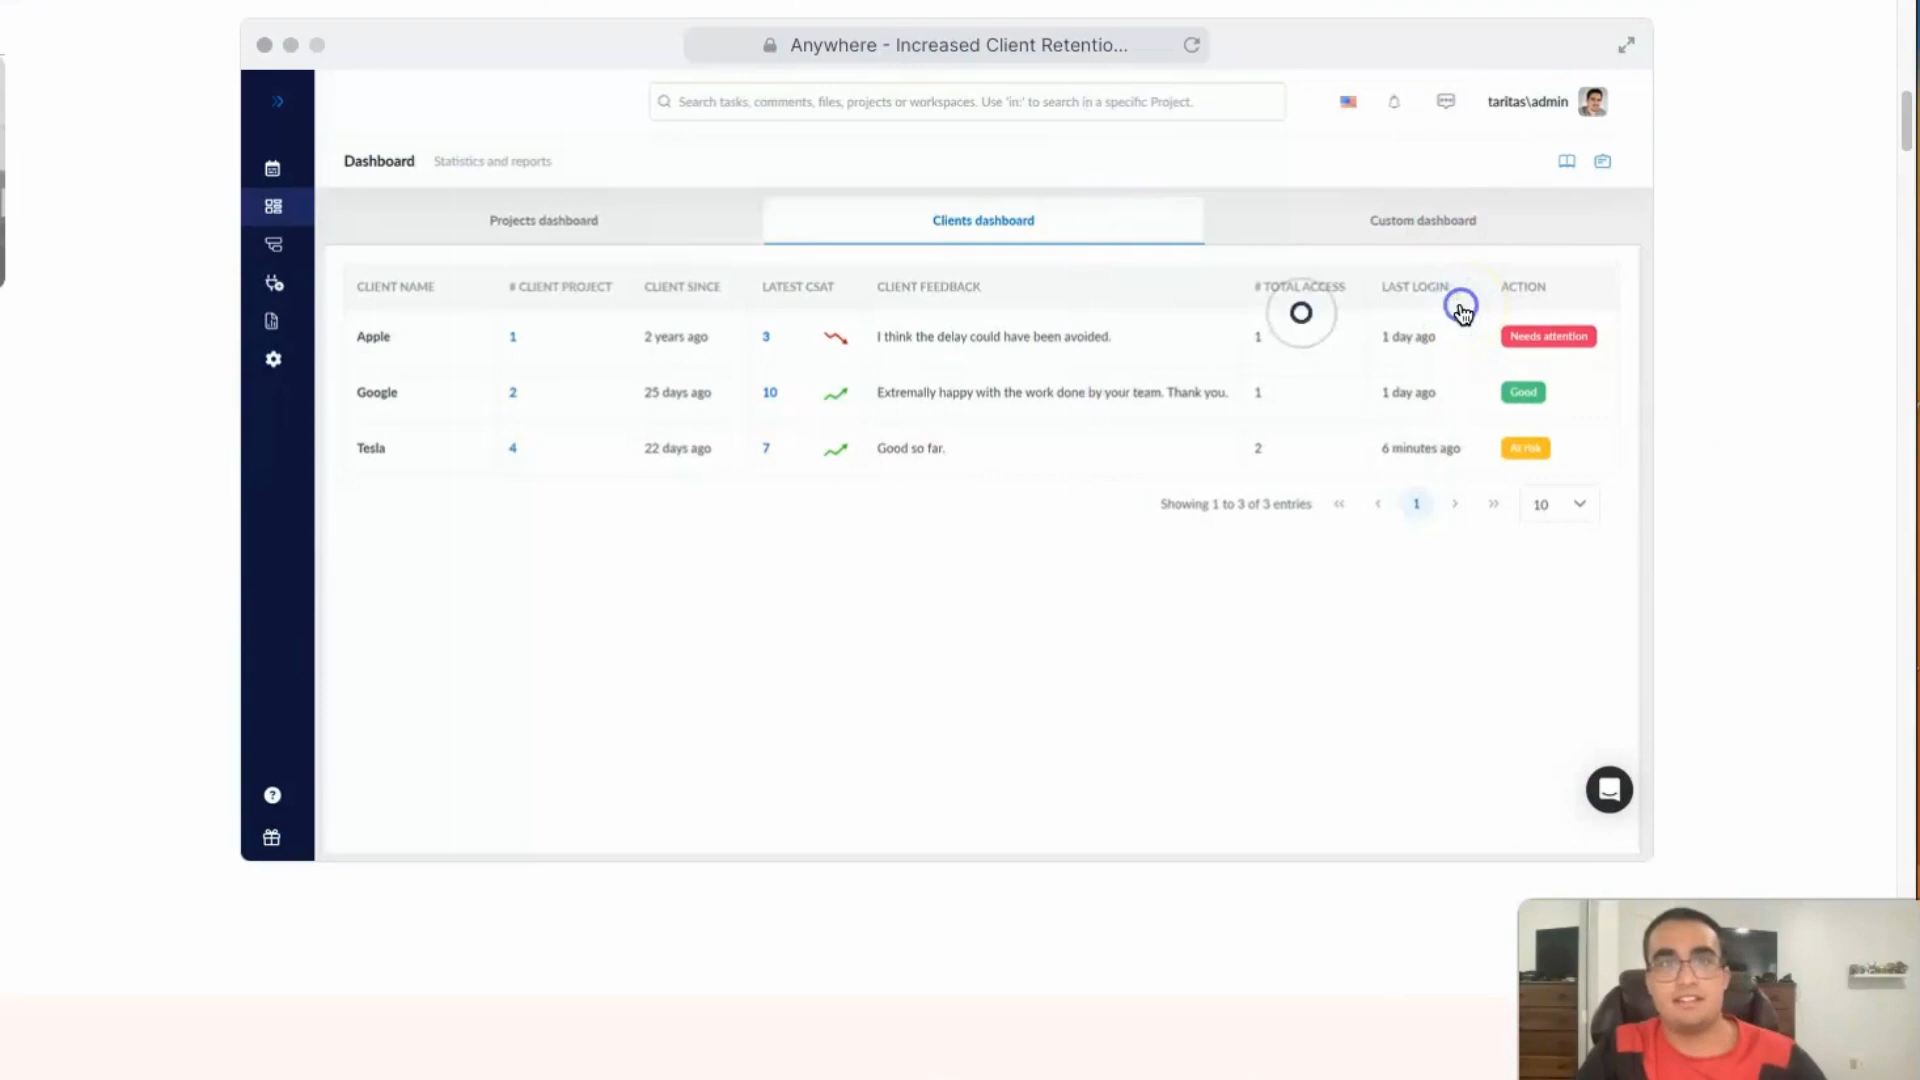 Anywhere - Increased Client Retentio...
Search tasks, comments, files, projects or workspaces. Use 'in:' to search in a specific Project.
taritas\admin
Dashboard Statistics and reports
Projects dashboard Clients dashboard Custom dashboard
CLIENT NAME # CLIENT PROJECT CLIENT SINCE LATEST CSAT CLIENT FEEDBACK # TOTAL ACCESS LAST LOGIN ACTION
Apple 1 2 years ago 3 I think the delay could have been avoided. 1 1 day ago Needs attention
Google 2 25 days ago 10 Extremally happy with the work done by your team. Thank you. 1 1 day ago Good
Tesla 4 22 days ago 7 Good so far. 2 6 minutes ago At risk
Showing 1 to 3 of 3 entries « ‹ 1 › » 10